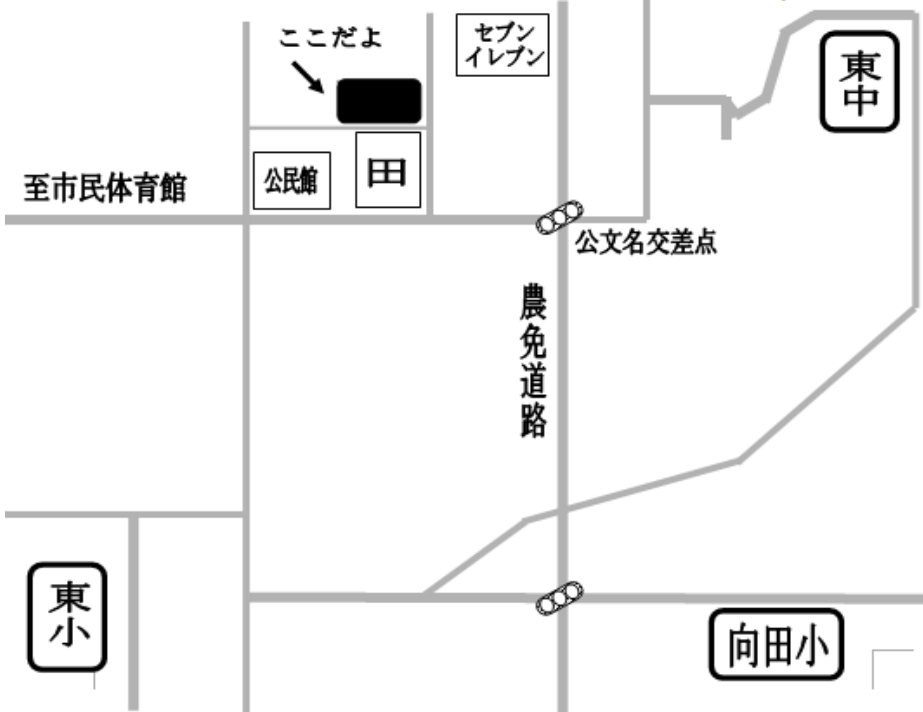 ここだよ
セブン
イレブン
東中
公民館
田
至市民体育館
公文名交差点
農免道路
東小
向田小